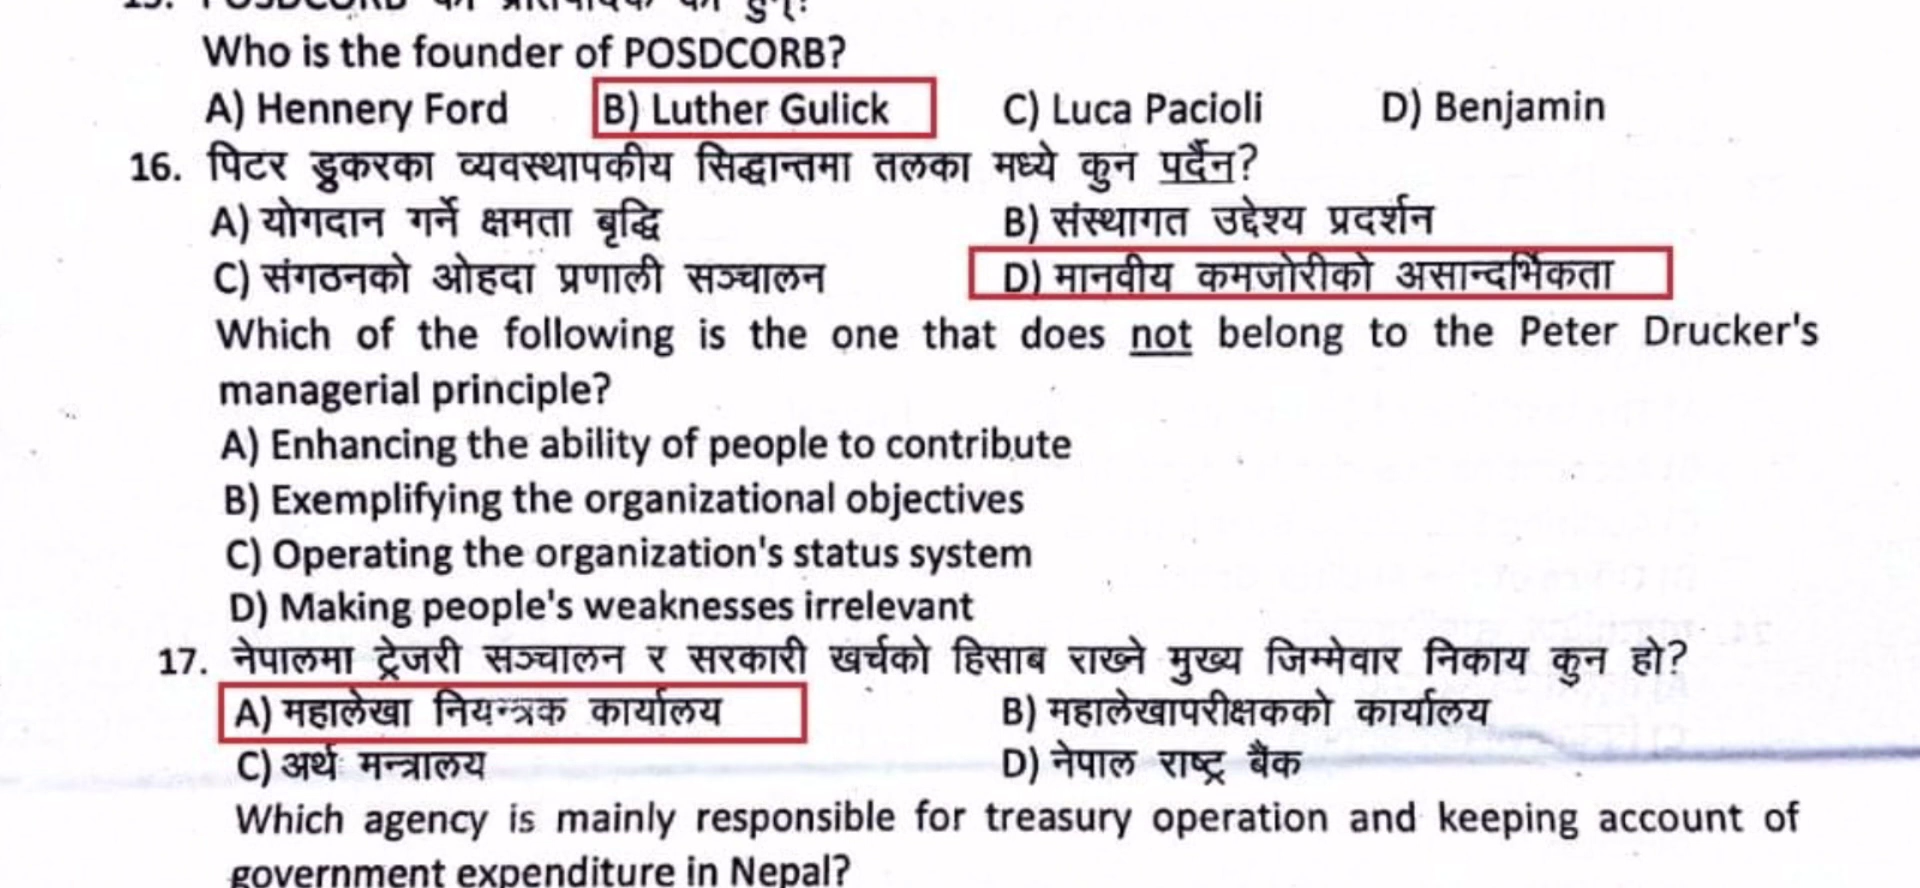 15. POSDCORB का प्रतिपादक को हुन्?
Who is the founder of POSDCORB?
A) Hennery Ford B) Luther Gulick C) Luca Pacioli D) Benjamin
16. पिटर ड्रुकरका व्यवस्थापकीय सिद्धान्तमा तलका मध्ये कुन पर्दैन?
A) योगदान गर्ने क्षमता बृद्धि B) संस्थागत उद्देश्य प्रदर्शन
C) संगठनको ओहदा प्रणाली सञ्चालन D) मानवीय कमजोरीको असान्दर्भिकता
Which of the following is the one that does not belong to the Peter Drucker's
managerial principle?
A) Enhancing the ability of people to contribute
B) Exemplifying the organizational objectives
C) Operating the organization's status system
D) Making people's weaknesses irrelevant
17. नेपालमा ट्रेजरी सञ्चालन र सरकारी खर्चको हिसाब राख्ने मुख्य जिम्मेवार निकाय कुन हो?
A) महालेखा नियन्त्रक कार्यालय B) महालेखापरीक्षकको कार्यालय
C) अर्थ मन्त्रालय D) नेपाल राष्ट्र बैंक
Which agency is mainly responsible for treasury operation and keeping account of
government expenditure in Nepal?